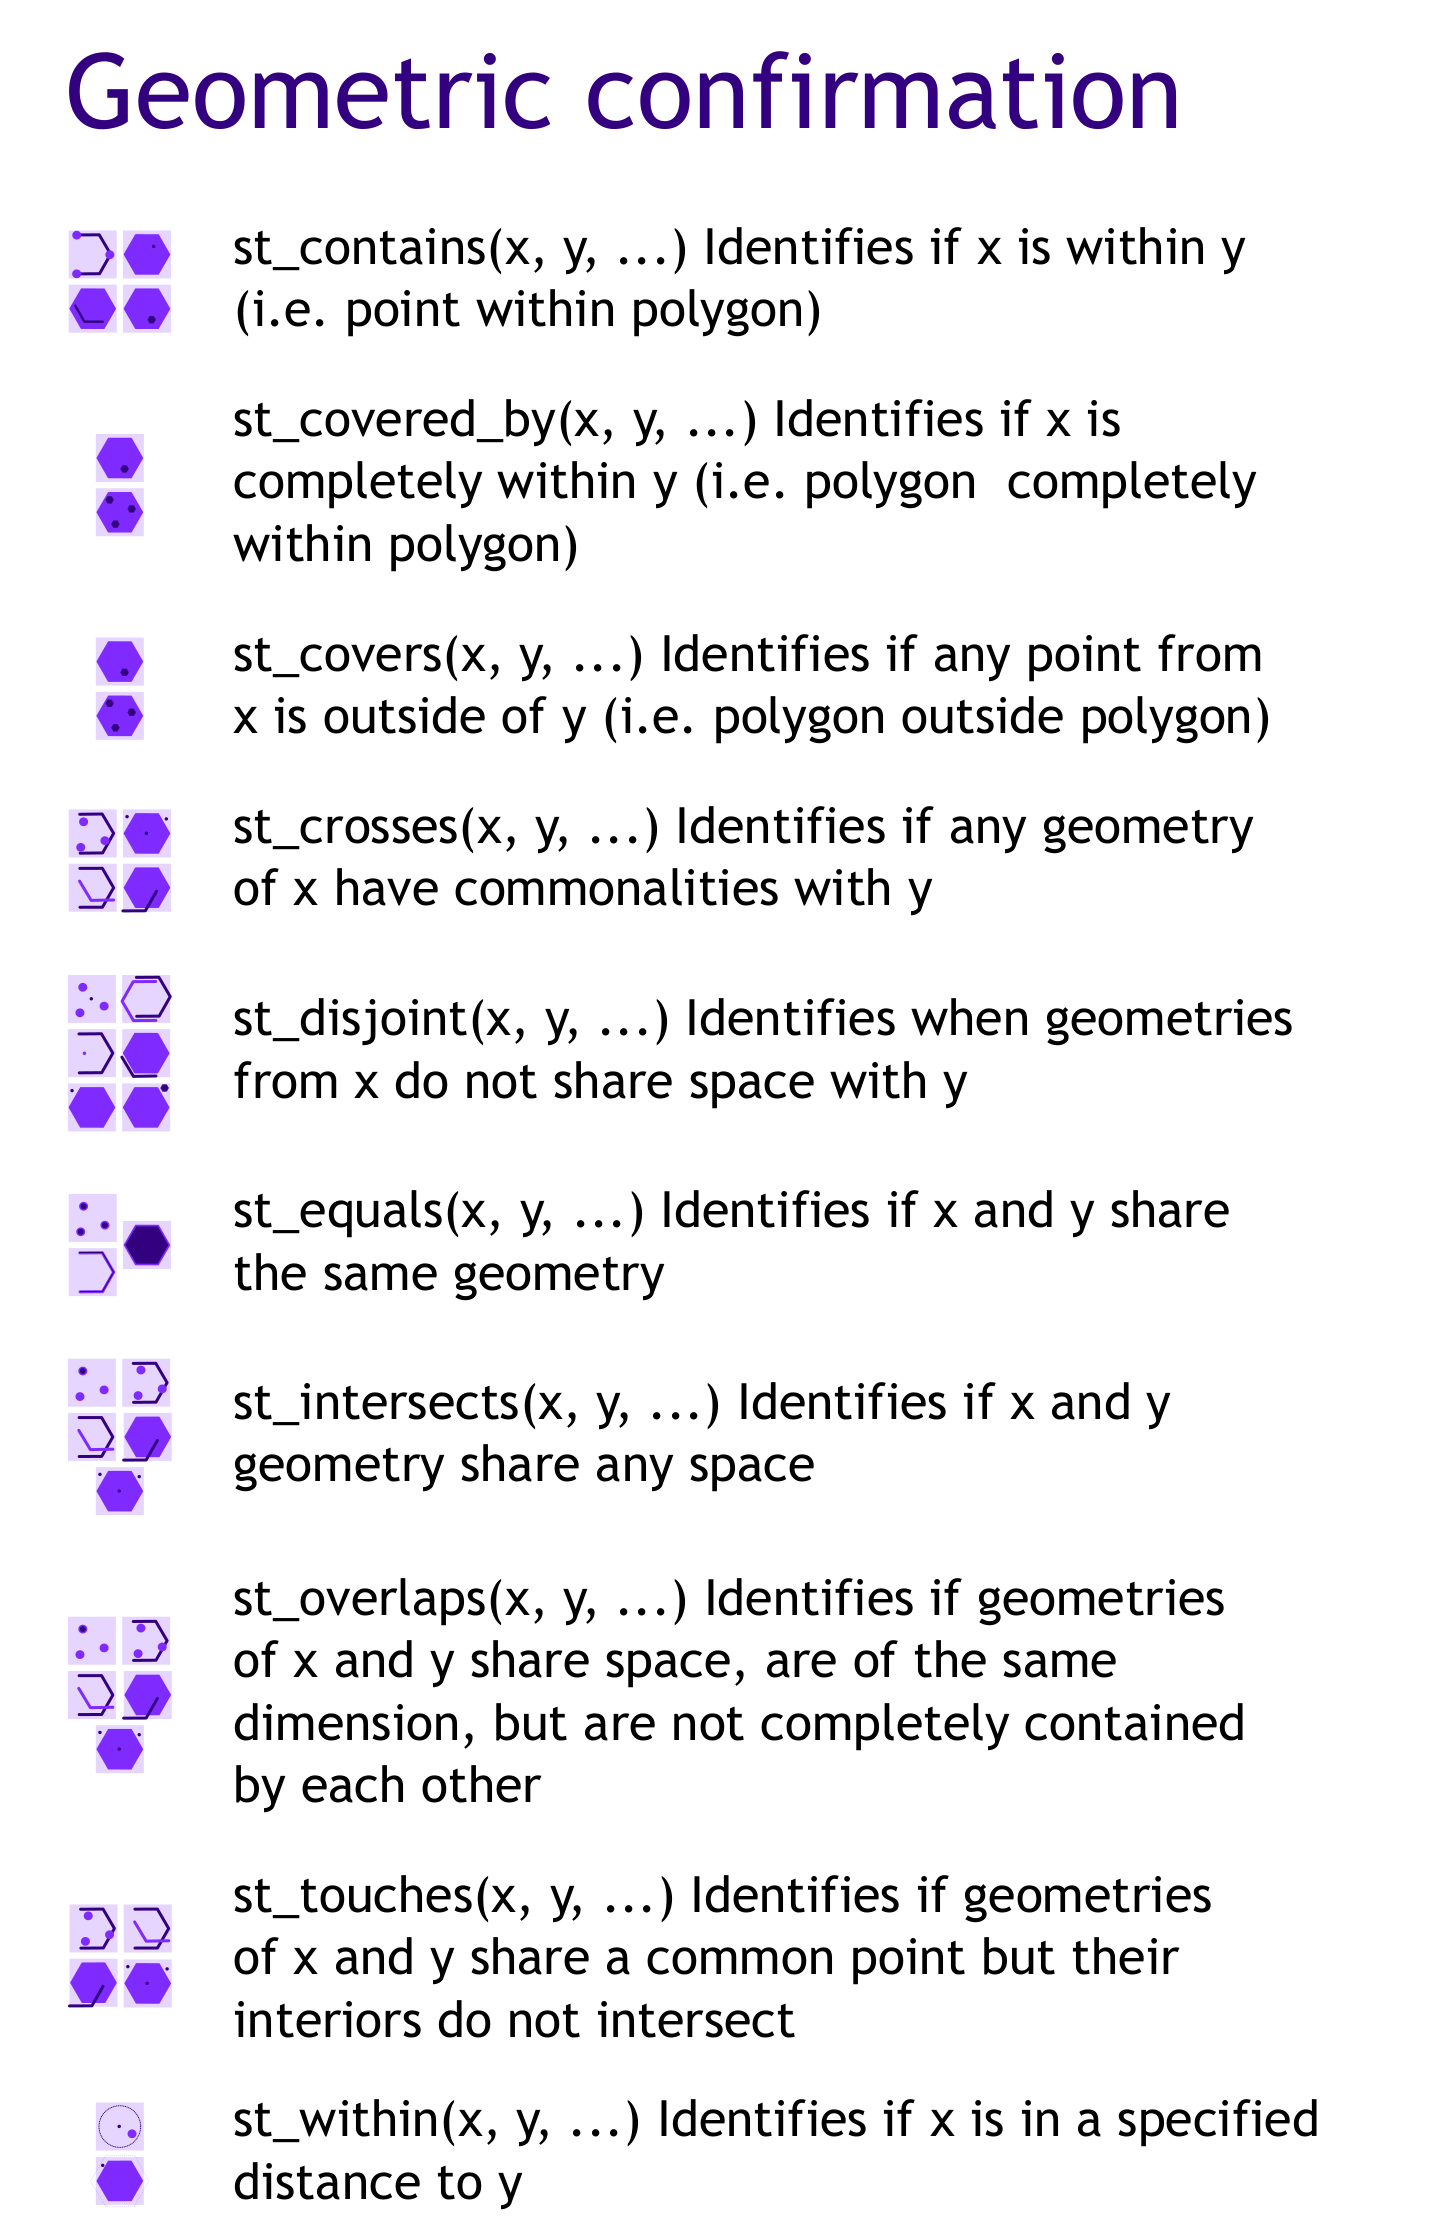 Geometric confirmation
st_contains(x, y, ...) Identifies if x is within y
(i.e. point within polygon)
st_covered_by(x, y, ...) Identifies if x is
completely within y (i.e. polygon  completely
within polygon)
st_covers(x, y, ...) Identifies if any point from
x is outside of y (i.e. polygon outside polygon)
st_crosses(x, y, ...) Identifies if any geometry
of x have commonalities with y
st_disjoint(x, y, ...) Identifies when geometries
from x do not share space with y
st_equals(x, y, ...) Identifies if x and y share
the same geometry
st_intersects(x, y, ...) Identifies if x and y
geometry share any space
st_overlaps(x, y, ...) Identifies if geometries
of x and y share space, are of the same
dimension, but are not completely contained
by each other
st_touches(x, y, ...) Identifies if geometries
of x and y share a common point but their
interiors do not intersect
st_within(x, y, ...) Identifies if x is in a specified
distance to y